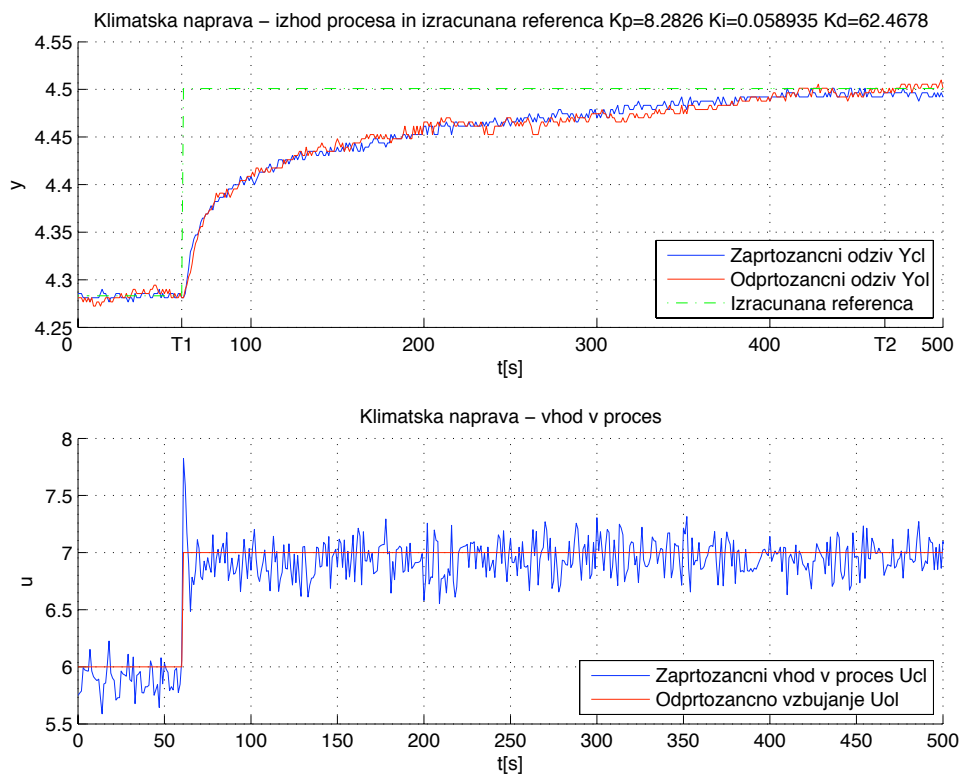 Klimatska naprava − izhod procesa in izracunana referenca Kp=8.2826 Ki=0.058935 Kd=62.4678
4.55
4.5
4.45
4.4
4.35
4.3
4.25
y
Zaprtozancni odziv Ycl
Odprtozancni odziv Yol
Izracunana referenca
0 T1 100 200 300 400 T2 500
t[s]
Klimatska naprava − vhod v proces
8
7.5
7
6.5
6
5.5
u
Zaprtozancni vhod v proces Ucl
Odprtozancno vzbujanje Uol
0 50 100 150 200 250 300 350 400 450 500
t[s]